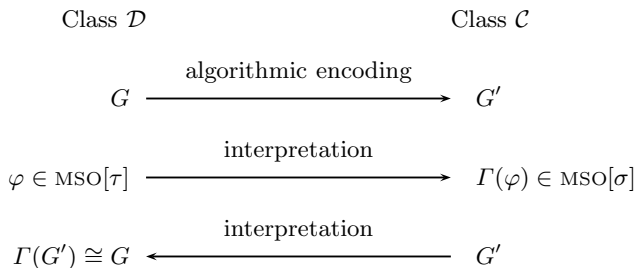 Class 𝒟 Class 𝒞
algorithmic encoding
G G′
interpretation
φ ∈ MSO[τ] Γ(φ) ∈ MSO[σ]
interpretation
Γ(G′) ≅ G G′